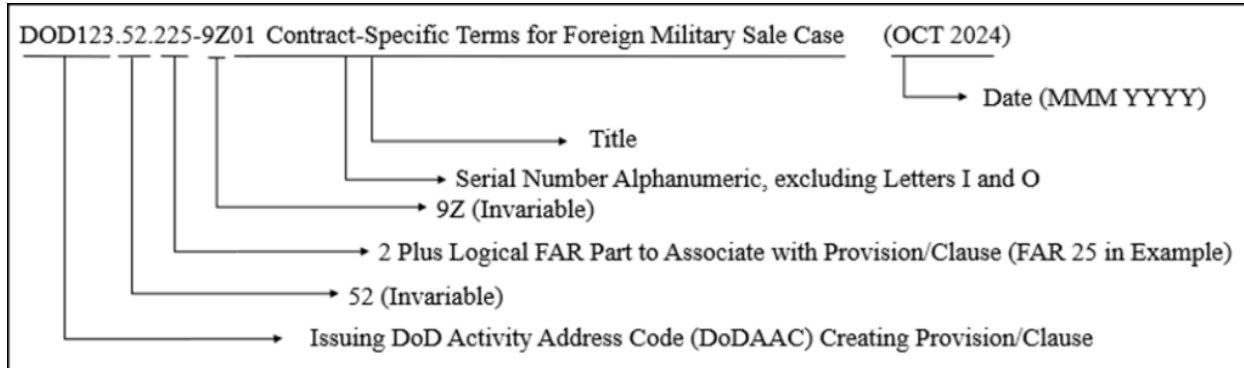 DOD123.52.225-9Z01 Contract-Specific Terms for Foreign Military Sale Case (OCT 2024)
Date (MMM YYYY)
Title
Serial Number Alphanumeric, excluding Letters I and O
9Z (Invariable)
2 Plus Logical FAR Part to Associate with Provision/Clause (FAR 25 in Example)
52 (Invariable)
Issuing DoD Activity Address Code (DoDAAC) Creating Provision/Clause